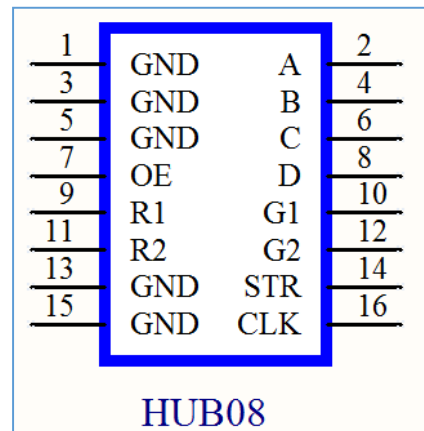 1 GND A 2
3 GND B 4
5 GND C 6
7 OE D 8
9 R1 G1 10
11 R2 G2 12
13 GND STR 14
15 GND CLK 16
HUB08